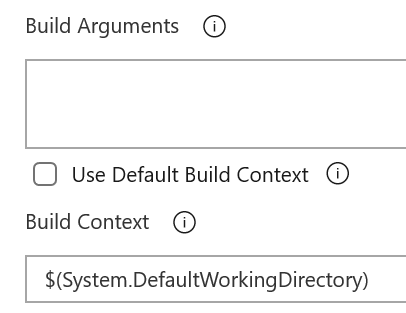 Build Arguments
Use Default Build Context
Build Context
$(System.DefaultWorkingDirectory)